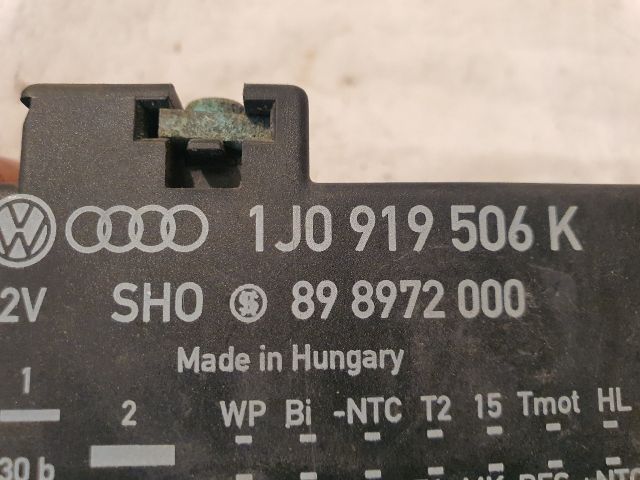 1J0 919 506 K
2V SHO 89 8972 000
Made in Hungary
1 2 WP Bi -NTC T2 15 Tmot HL
30 b